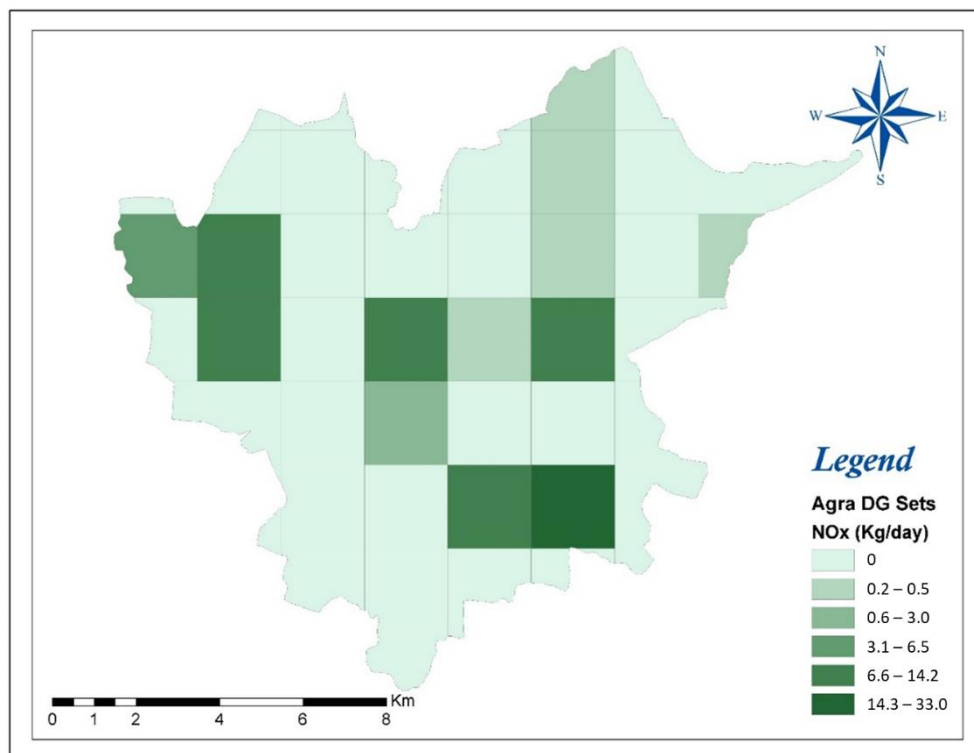 N
W E
S
Legend
Agra DG Sets
NOx (Kg/day)
0
0.2 – 0.5
0.6 – 3.0
3.1 – 6.5
6.6 – 14.2
14.3 – 33.0
Km
0 1 2 4 6 8